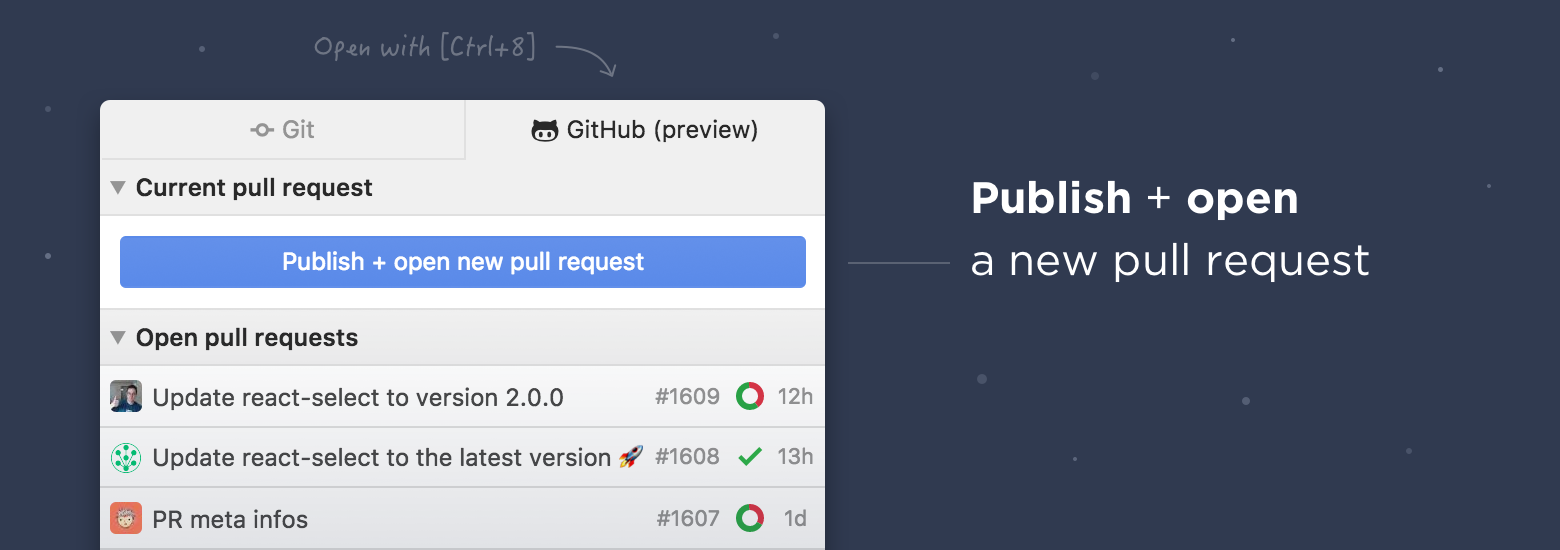 Open with [Ctrl+8]
Git
GitHub (preview)
Current pull request
Publish + open new pull request
Publish + open
a new pull request
Open pull requests
Update react-select to version 2.0.0 #1609 12h
Update react-select to the latest version 🚀 #1608 13h
PR meta infos #1607 1d